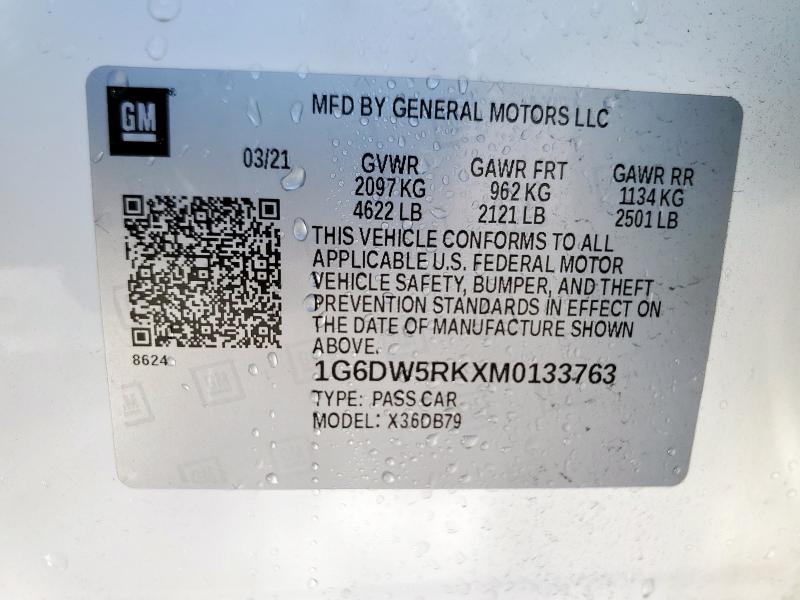 GM
MFD BY GENERAL MOTORS LLC
03/21
GVWR GAWR FRT GAWR RR
2097 KG 962 KG 1134 KG
4622 LB 2121 LB 2501 LB
THIS VEHICLE CONFORMS TO ALL
APPLICABLE U.S. FEDERAL MOTOR
VEHICLE SAFETY, BUMPER, AND THEFT
PREVENTION STANDARDS IN EFFECT ON
THE DATE OF MANUFACTURE SHOWN
ABOVE.
8624
1G6DW5RKXM0133763
TYPE: PASS CAR
MODEL: X36DB79